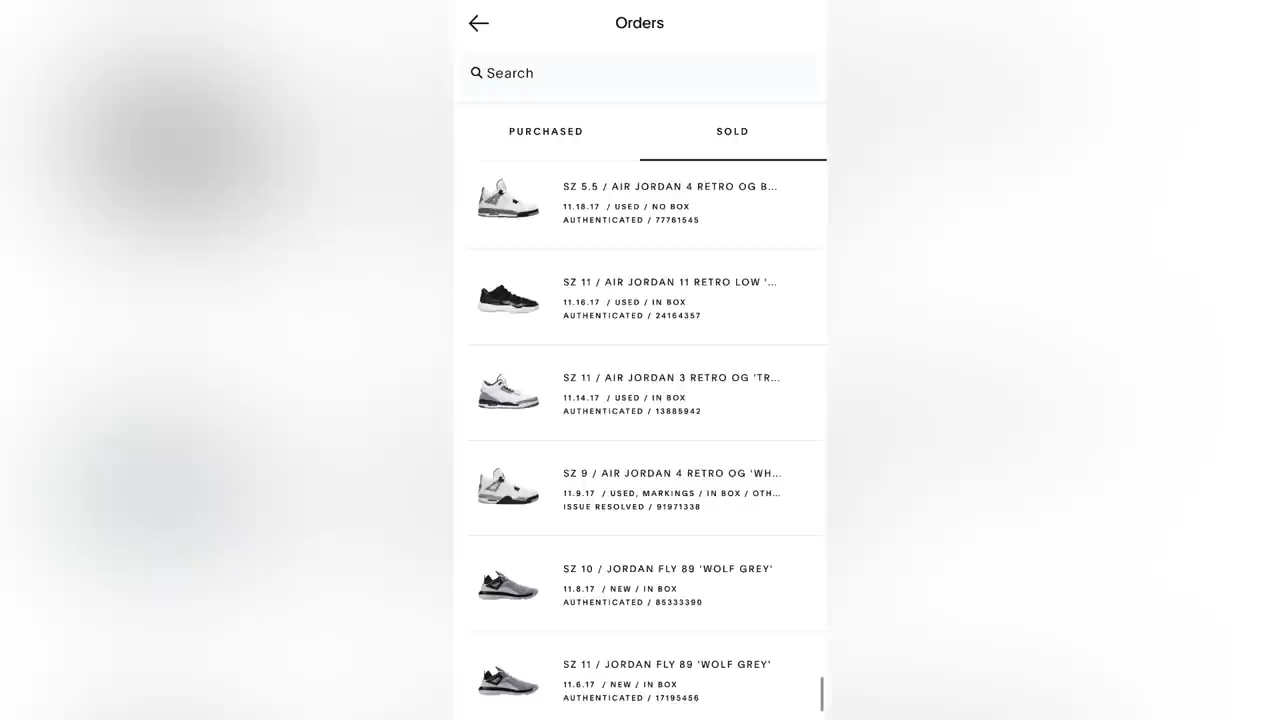 Orders
Search
PURCHASED SOLD
SZ 5.5 / AIR JORDAN 4 RETRO OG B...
11.18.17 / USED / NO BOX
AUTHENTICATED / 77761545
SZ 11 / AIR JORDAN 11 RETRO LOW '...
11.16.17 / USED / IN BOX
AUTHENTICATED / 24164357
SZ 11 / AIR JORDAN 3 RETRO OG 'TR...
11.14.17 / USED / IN BOX
AUTHENTICATED / 13885942
SZ 9 / AIR JORDAN 4 RETRO OG 'WH...
11.9.17 / USED, MARKINGS / IN BOX / OTH...
ISSUE RESOLVED / 91971338
SZ 10 / JORDAN FLY 89 'WOLF GREY'
11.8.17 / NEW / IN BOX
AUTHENTICATED / 85333390
SZ 11 / JORDAN FLY 89 'WOLF GREY'
11.6.17 / NEW / IN BOX
AUTHENTICATED / 17195456